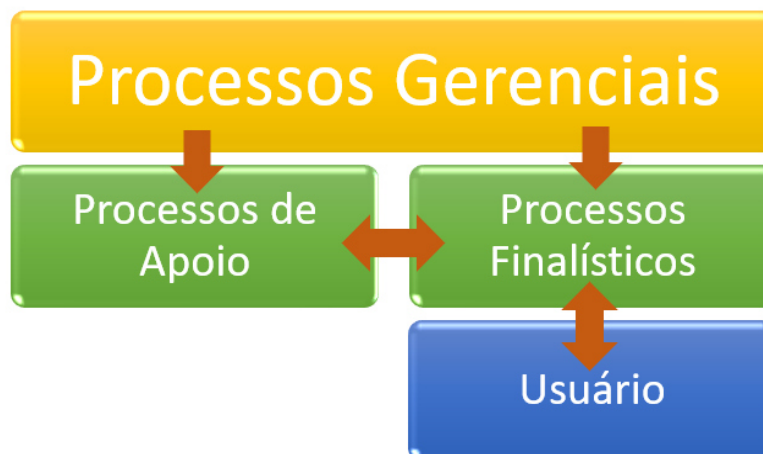 Processos Gerenciais
Processos de
Apoio
Processos
Finalísticos
Usuário